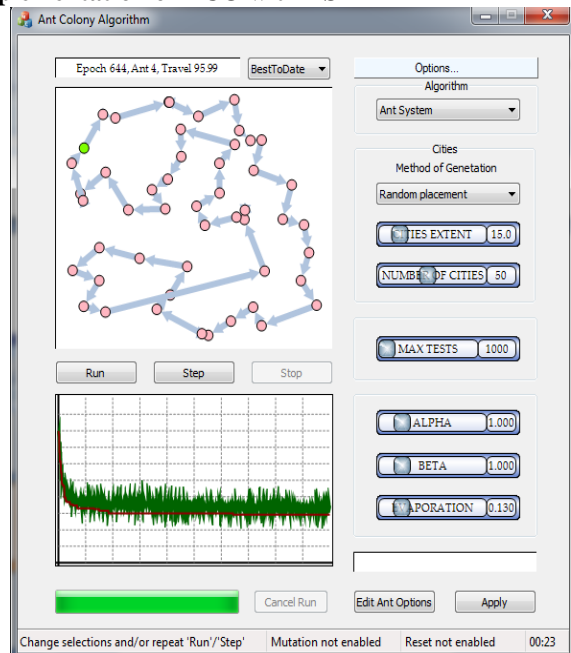 Ant Colony Algorithm
Epoch 644, Ant 4, Travel 95.99
BestToDate
Options...
Algorithm
Ant System
Cities
Method of Genetation
Random placement
TIES EXTENT 15.0
NUMBE OF CITIES 50
MAX TESTS 1000
Run Step Stop
ALPHA 1.000
BETA 1.000
APORATION 0.130
Cancel Run
Edit Ant Options
Apply
Change selections and/or repeat 'Run'/'Step' Mutation not enabled Reset not enabled 00:23